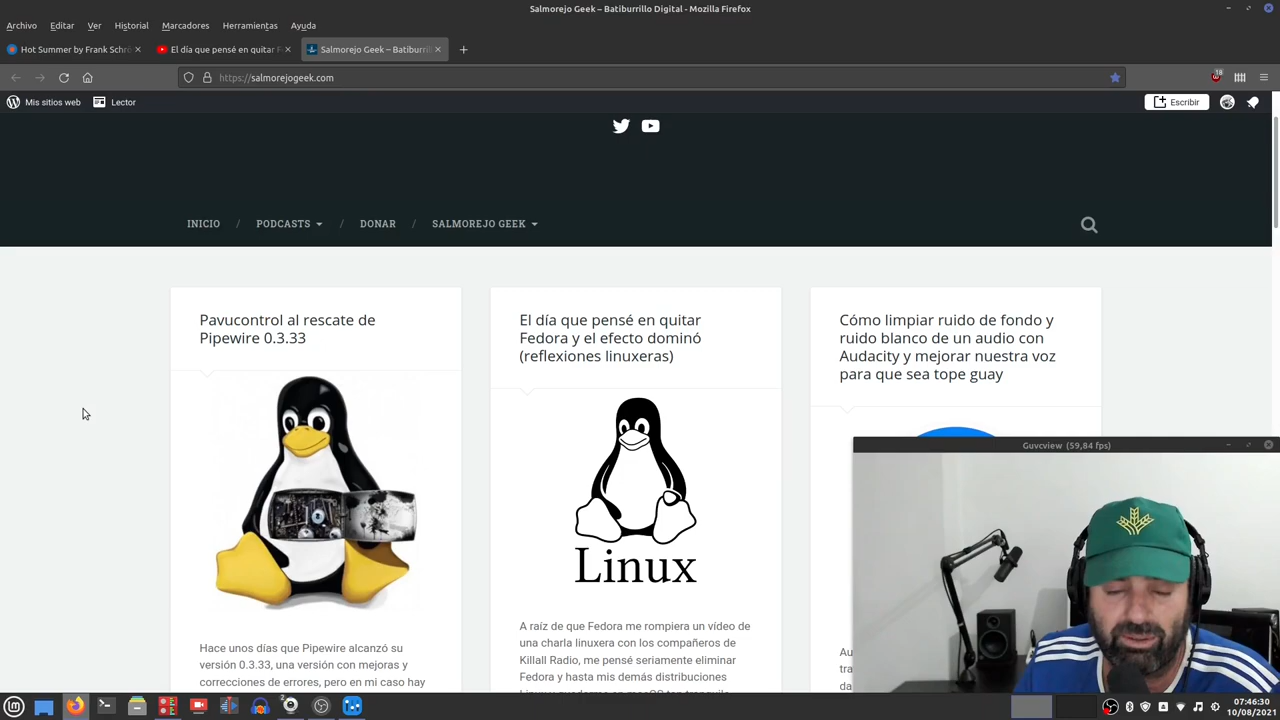 Salmorejo Geek – Batiburrillo Digital - Mozilla Firefox
Archivo Editar Ver Historial Marcadores Herramientas Ayuda
Hot Summer by Frank Schrö
El día que pensé en quitar F
Salmorejo Geek – Batiburrill
https://salmorejogeek.com
18
Mis sitios web Lector Escribir
INICIO / PODCASTS / DONAR / SALMOREJO GEEK
Pavucontrol al rescate de
Pipewire 0.3.33
Hace unos días que Pipewire alcanzó su
versión 0.3.33, una versión con mejoras y
correcciones de errores, pero en mi caso hay
El día que pensé en quitar
Fedora y el efecto dominó
(reflexiones linuxeras)
Linux
A raíz de que Fedora me rompiera un vídeo de
una charla linuxera con los compañeros de
Killall Radio, me pensé seriamente eliminar
Fedora y hasta mis demás distribuciones
Cómo limpiar ruido de fondo y
ruido blanco de un audio con
Audacity y mejorar nuestra voz
para que sea tope guay
Au
tra
da
Guvcview (59,84 fps)
07:46:30
10/08/2021